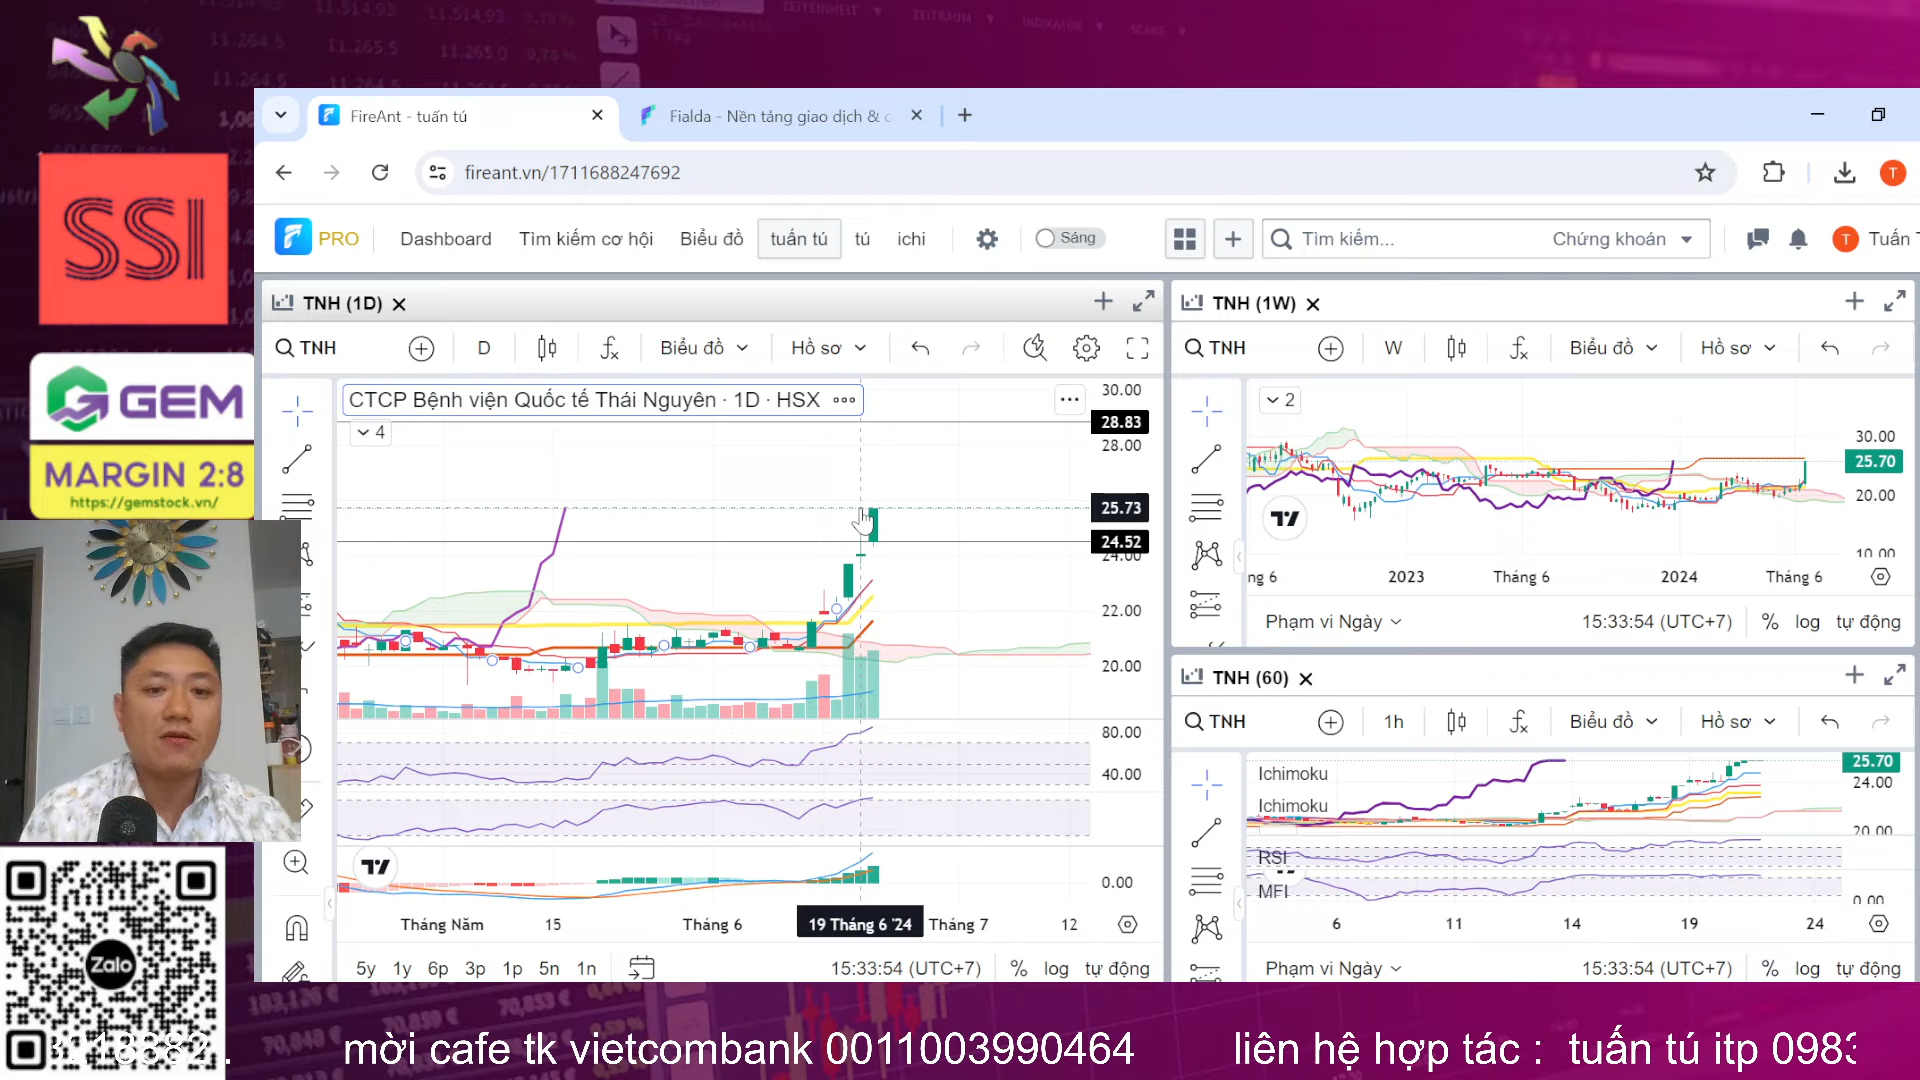 FireAnt - tuấn tú
Fialda - Nền tảng giao dịch & c
fireant.vn/1711688247692
T
PRO
Dashboard
Tìm kiếm cơ hội
Biểu đồ
tuấn tú
tú
ichi
Sáng
Tìm kiếm...
Chứng khoán
T
Tuấn
SSI
GEM
MARGIN 2:8
https://gemstock.vn/
Zalo
TNH (1D)
TNH
D
Biểu đồ
Hồ sơ
CTCP Bệnh viện Quốc tế Thái Nguyên · 1D · HSX
4
30.00
28.83
28.00
25.73
24.52
24.00
22.00
20.00
80.00
40.00
0.00
Tháng Năm
15
Tháng 6
19 Tháng 6 '24
Tháng 7
12
5y 1y 6p 3p 1p 5n 1n
15:33:54 (UTC+7)
% log tự động
TNH (1W)
TNH
W
Biểu đồ
Hồ sơ
2
30.00
25.70
20.00
10.00
ng 6
2023
Tháng 6
2024
Tháng 6
Phạm vi Ngày
15:33:54 (UTC+7)
% log tự động
TNH (60)
TNH
1h
Biểu đồ
Hồ sơ
Ichimoku
Ichimoku
25.70
24.00
20.00
RSI
MFI
0.00
6
11
14
19
24
Phạm vi Ngày
15:33:54 (UTC+7)
% log tự động
mời cafe tk vietcombank 0011003990464
liên hệ hợp tác : tuấn tú itp 098